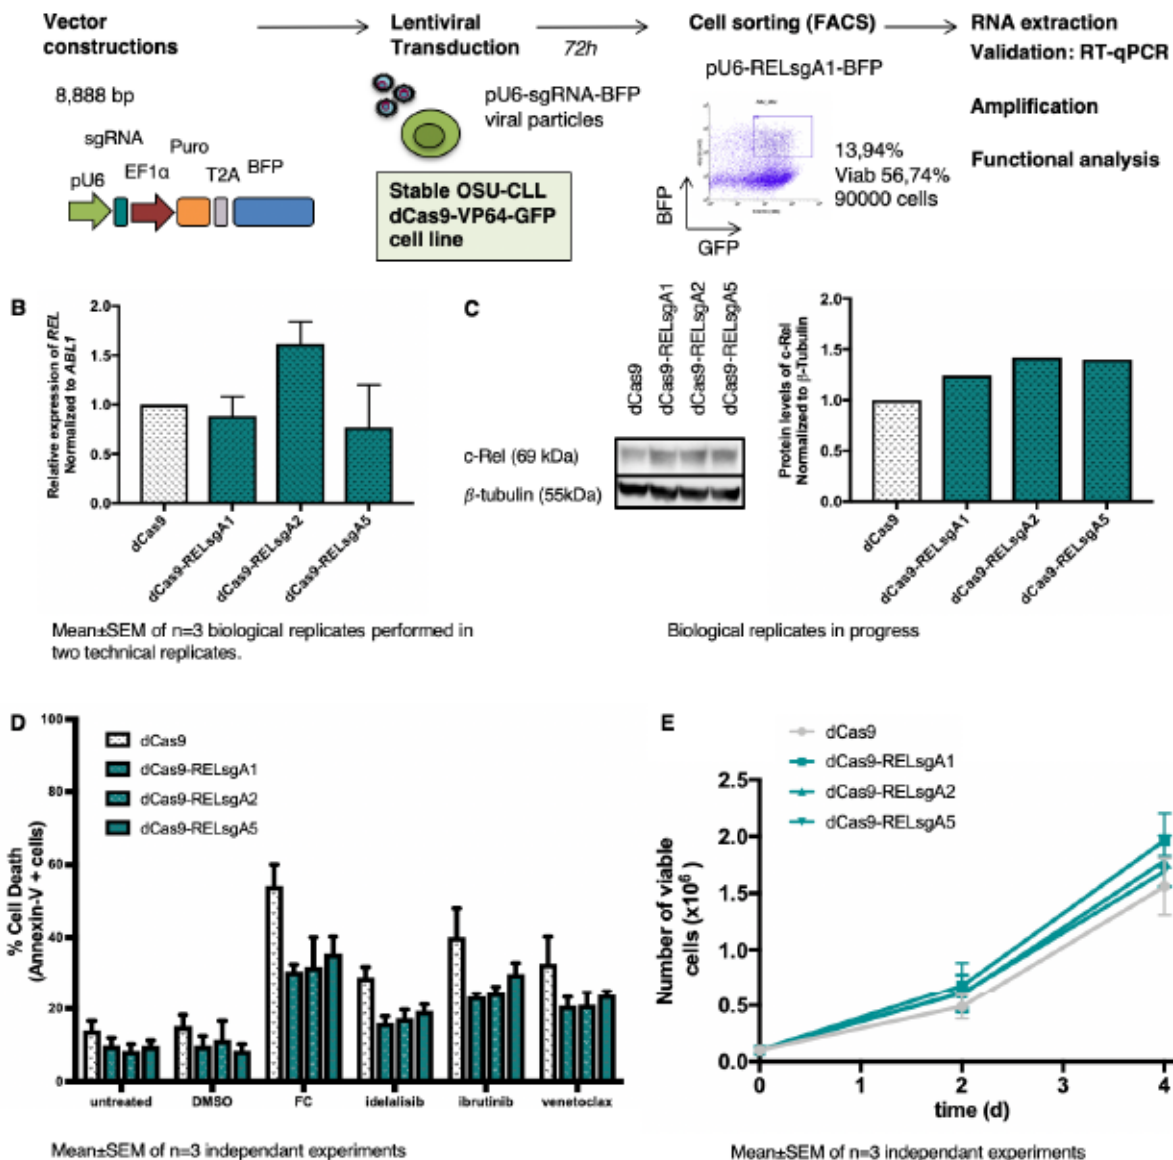 Vector constructions
Lentiviral Transduction
72h
Cell sorting (FACS)
RNA extraction
Validation: RT-qPCR
Amplification
Functional analysis
8,888 bp
sgRNA
Puro
pU6
EF1α
T2A
BFP
pU6-sgRNA-BFP
viral particles
Stable OSU-CLL
dCas9-VP64-GFP
cell line
pU6-RELsgA1-BFP
BFP
GFP
13,94%
Viab 56,74%
90000 cells
B
Relative expression of REL
Normalized to ABL1
2.0
1.5
1.0
0.5
0.0
dCas9
dCas9-RELsgA1
dCas9-RELsgA2
dCas9-RELsgA5
Mean±SEM of n=3 biological replicates performed in
two technical replicates.
C
dCas9
dCas9-RELsgA1
dCas9-RELsgA2
dCas9-RELsgA5
c-Rel (69 kDa)
β-tubulin (55kDa)
Protein levels of c-Rel
Normalized to β-Tubulin
2.0
1.5
1.0
0.5
0.0
dCas9
dCas9-RELsgA1
dCas9-RELsgA2
dCas9-RELsgA5
Biological replicates in progress
D
% Cell Death
(Annexin-V + cells)
100
80
60
40
20
0
dCas9
dCas9-RELsgA1
dCas9-RELsgA2
dCas9-RELsgA5
untreated
DMSO
FC
idelalisib
ibrutinib
venetoclax
Mean±SEM of n=3 independant experiments
E
dCas9
dCas9-RELsgA1
dCas9-RELsgA2
dCas9-RELsgA5
Number of viable
cells (x10⁶ )
2.5
2.0
1.5
1.0
0.5
0.0
0
1
2
3
4
time (d)
Mean±SEM of n=3 independant experiments